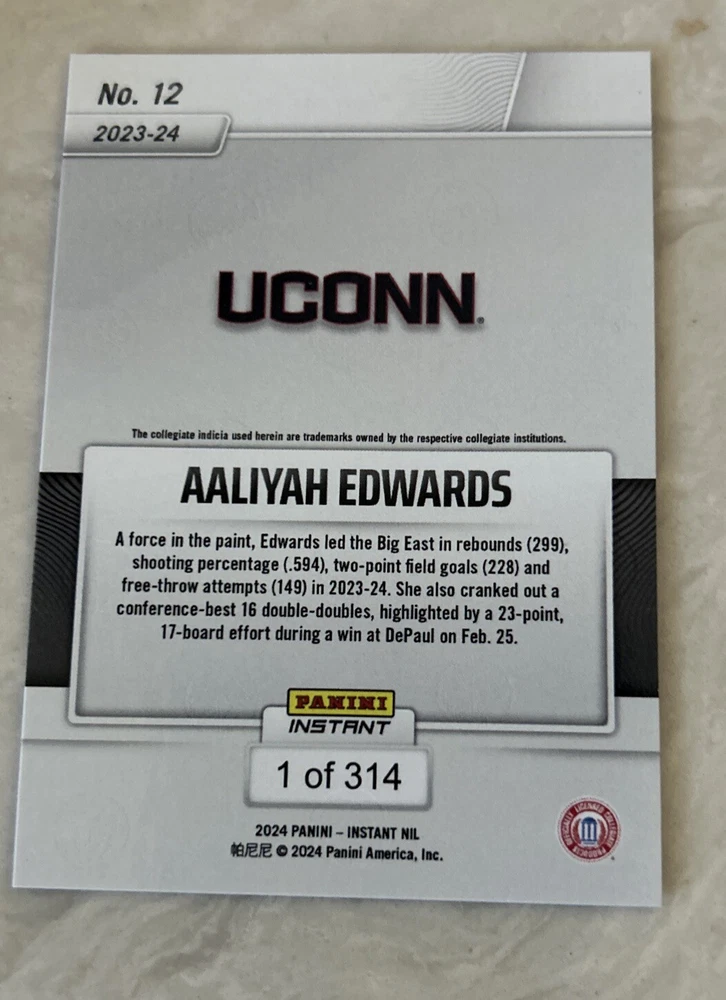 No. 12
2023-24
UCONN®
The collegiate indicia used herein are trademarks owned by the respective collegiate institutions.
AALIYAH EDWARDS
A force in the paint, Edwards led the Big East in rebounds (299),
shooting percentage (.594), two-point field goals (228) and
free-throw attempts (149) in 2023-24. She also cranked out a
conference-best 16 double-doubles, highlighted by a 23-point,
17-board effort during a win at DePaul on Feb. 25.
PANINI
INSTANT
1 of 314
2024 PANINI – INSTANT NIL
帕尼尼 © 2024 Panini America, Inc.
OFFICIALLY LICENSED COLLEGIATE PRODUCTS